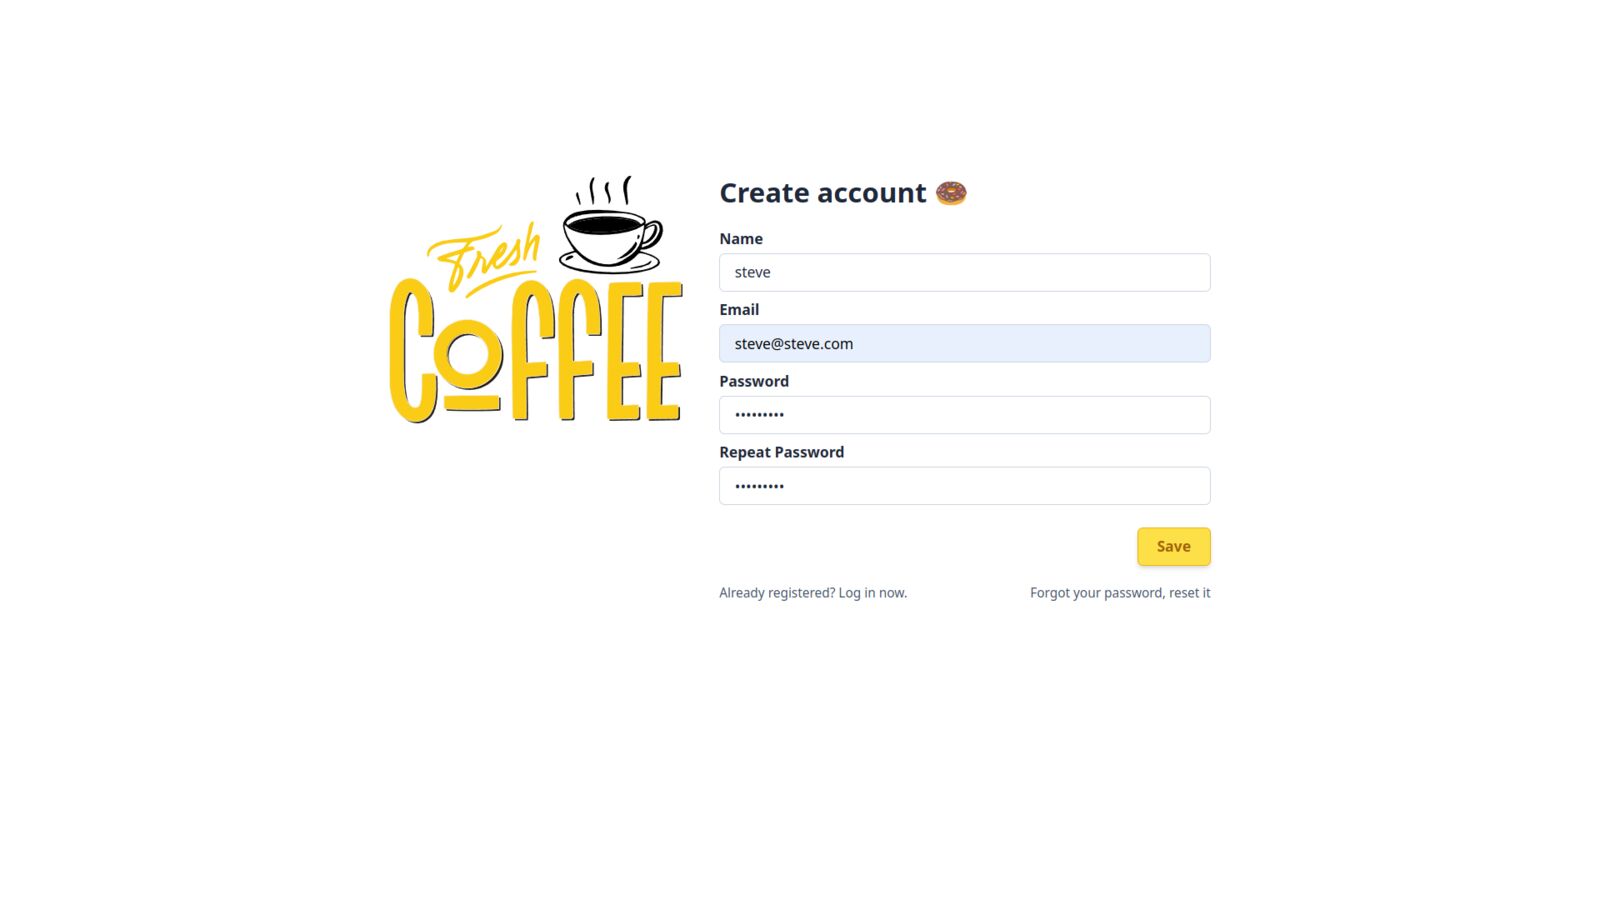 Fresh
COFFEE
Create account
Name
steve
Email
steve@steve.com
Password
•••••••••
Repeat Password
•••••••••
Save
Already registered? Log in now.
Forgot your password, reset it